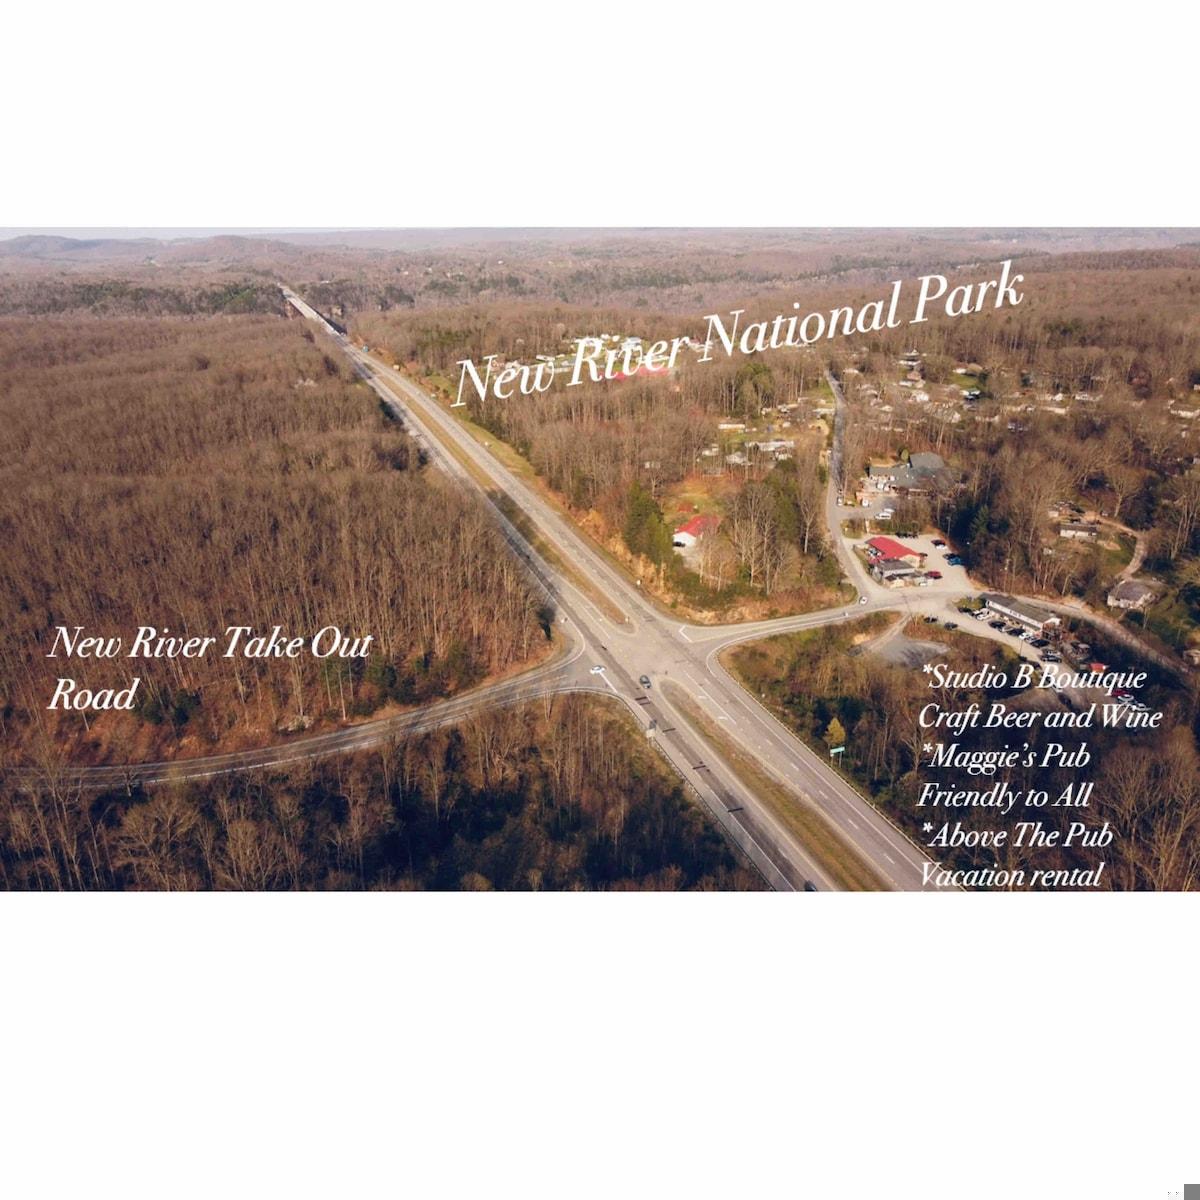 New River National Park
New River Take Out
Road
*Studio B Boutique
Craft Beer and Wine
*Maggie's Pub
Friendly to All
*Above The Pub
Vacation rental